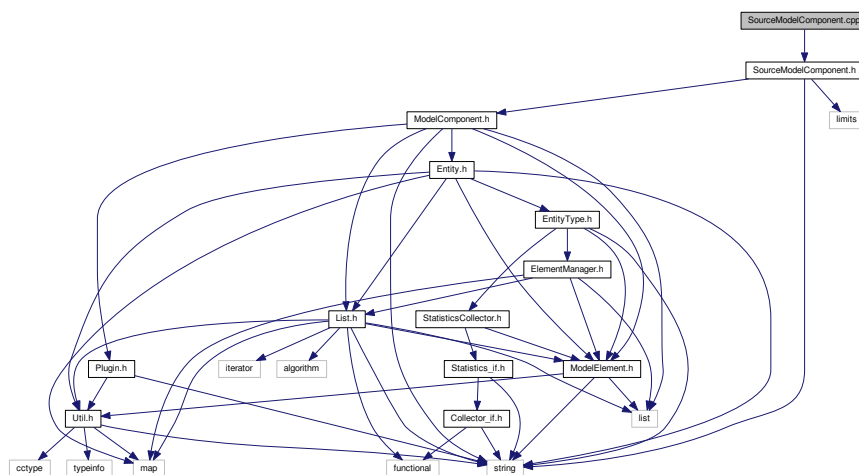 SourceModelComponent.cpp
SourceModelComponent.h
ModelComponent.h
limits
Entity.h
EntityType.h
ElementManager.h
List.h
StatisticsCollector.h
Plugin.h
iterator
algorithm
Statistics_if.h
ModelElement.h
Util.h
Collector_if.h
list
cctype
typeinfo
map
functional
string